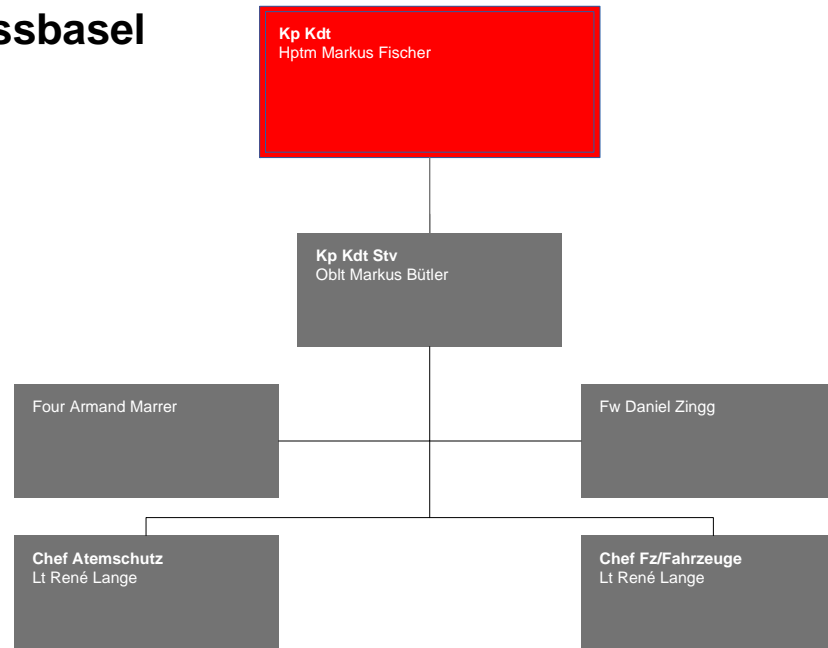 ssbasel
Kp Kdt
Hptm Markus Fischer
Kp Kdt Stv
Oblt Markus Bütler
Four Armand Marrer
Fw Daniel Zingg
Chef Atemschutz
Lt René Lange
Chef Fz/Fahrzeuge
Lt René Lange